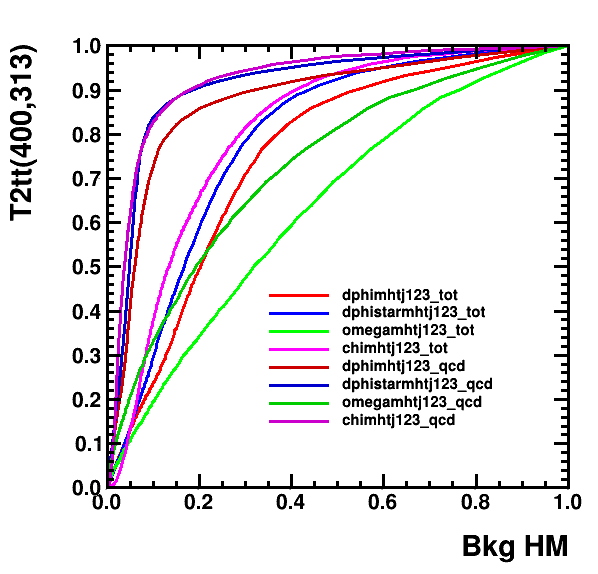 T2tt(400,313)
1.0
0.9
0.8
0.7
0.6
0.5
0.4
0.3
0.2
0.1
0.0
dphimhtj123_tot
dphistarmhtj123_tot
omegamhtj123_tot
chimhtj123_tot
dphimhtj123_qcd
dphistarmhtj123_qcd
omegamhtj123_qcd
chimhtj123_qcd
0.0 0.2 0.4 0.6 0.8 1.0
Bkg HM